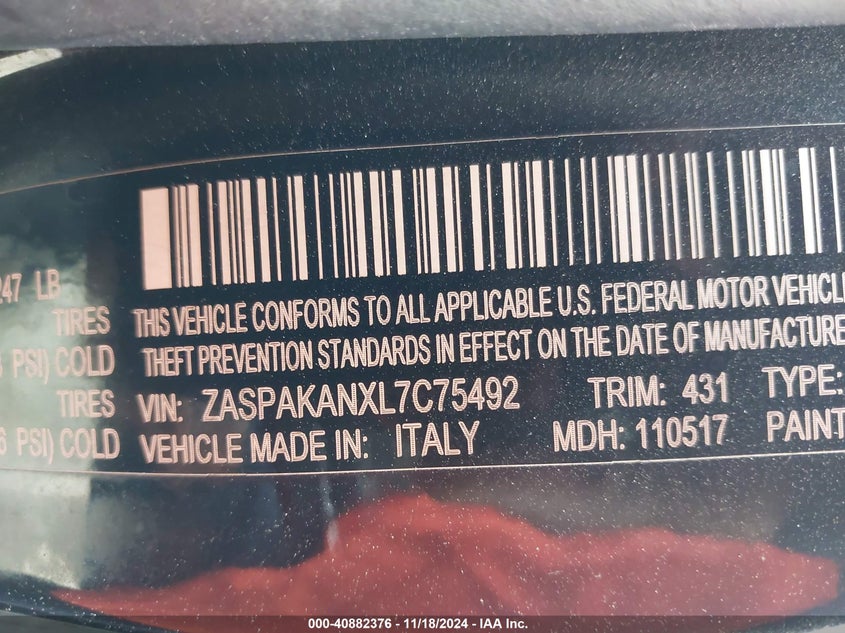 247 LB
TIRES THIS VEHICLE CONFORMS TO ALL APPLICABLE U.S. FEDERAL MOTOR VEHICLE
PSI) COLD THEFT PREVENTION STANDARDS IN EFFECT ON THE DATE OF MANUFACTURE
TIRES VIN: ZASPAKANXL7C75492 TRIM: 431 TYPE:
6 PSI) COLD VEHICLE MADE IN: ITALY MDH: 110517 PAINT
000-40882376 - 11/18/2024 - IAA Inc.